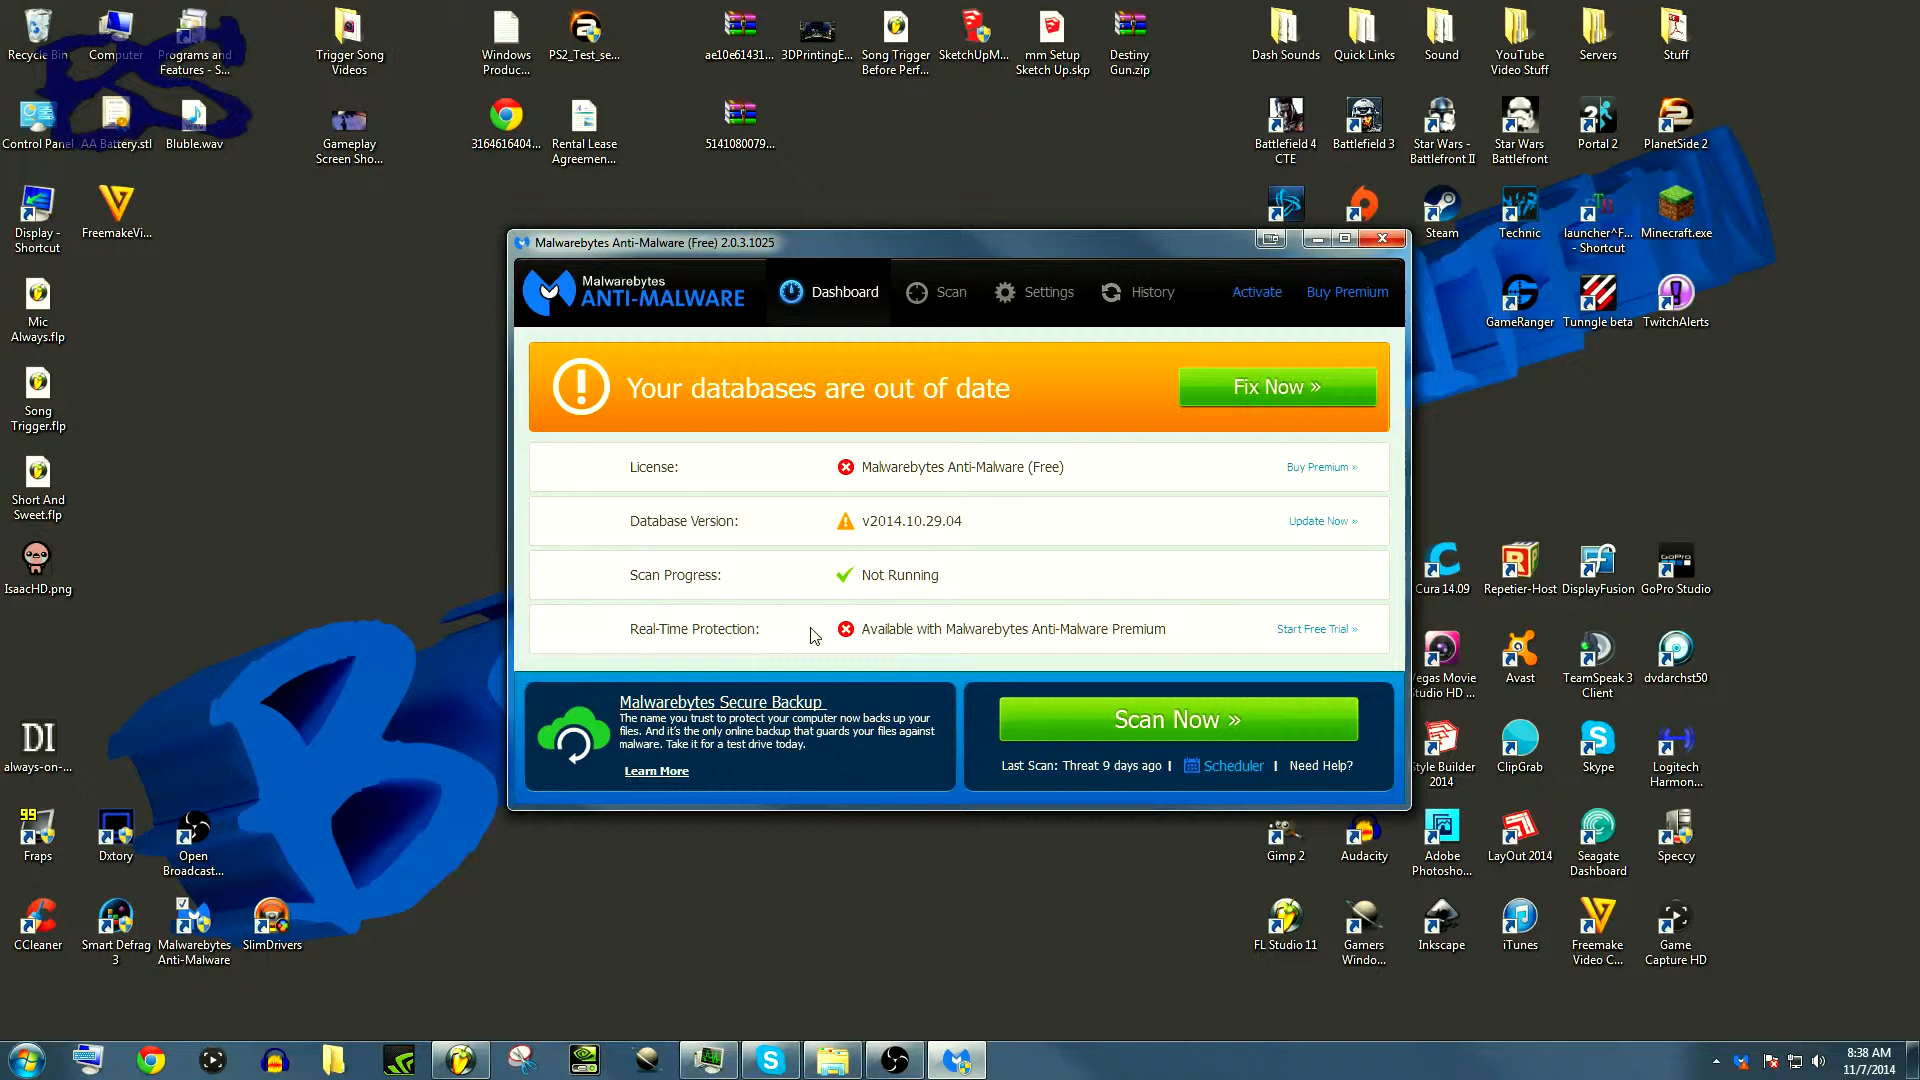 Recycle Bin
Computer
Programs and
Features - S...
Trigger Song
Videos
Windows
Produc...
PS2_Test_se...
ae10e61431...
3DPrintingE...
Song Trigger
Before Perf...
SketchUpM...
mm Setup
Sketch Up.skp
Destiny
Gun.zip
Dash Sounds
Quick Links
Sound
YouTube
Video Stuff
Servers
Stuff
Control Panel
AA Battery.stl
Bluble.wav
Gameplay
Screen Sho...
3164616404...
Rental Lease
Agreemen...
5141080079...
Battlefield 4
CTE
Battlefield 3
Star Wars -
Battlefront II
Star Wars
Battlefront
Portal 2
PlanetSide 2
Display -
Shortcut
FreemakeVi...
Steam
Technic
launcher^F...
- Shortcut
Minecraft.exe
Malwarebytes Anti-Malware (Free) 2.0.3.1025
Malwarebytes
ANTI-MALWARE
Dashboard
Scan
Settings
History
Activate
Buy Premium
Mic
Always.flp
GameRanger
Tunngle beta
TwitchAlerts
Your databases are out of date
Fix Now »
Song
Trigger.flp
License:
Malwarebytes Anti-Malware (Free)
Buy Premium »
Short And
Sweet.flp
Database Version:
v2014.10.29.04
Update Now »
Scan Progress:
Not Running
IsaacHD.png
Cura 14.09
Repetier-Host
DisplayFusion
GoPro
GoPro Studio
Real-Time Protection:
Available with Malwarebytes Anti-Malware Premium
Start Free Trial »
Vegas Movie
Studio HD ...
Avast
TeamSpeak 3
Client
dvdarchst50
Malwarebytes Secure Backup
The name you trust to protect your computer now backs up your
files. And it's the only online backup that guards your files against
malware. Take it for a test drive today.
Learn More
Scan Now »
Last Scan: Threat 9 days ago
Scheduler
Need Help?
DI
always-on-...
Style Builder
2014
ClipGrab
Skype
Logitech
Harmon...
99
Fraps
Dxtory
Open
Broadcast...
Gimp 2
Audacity
Adobe
Photosho...
LayOut 2014
Seagate
Dashboard
Speccy
CCleaner
Smart Defrag
3
Malwarebytes
Anti-Malware
SlimDrivers
FL Studio 11
Gamers
Windo...
Inkscape
iTunes
Freemake
Video C...
Game
Capture HD
8:38 AM
11/7/2014